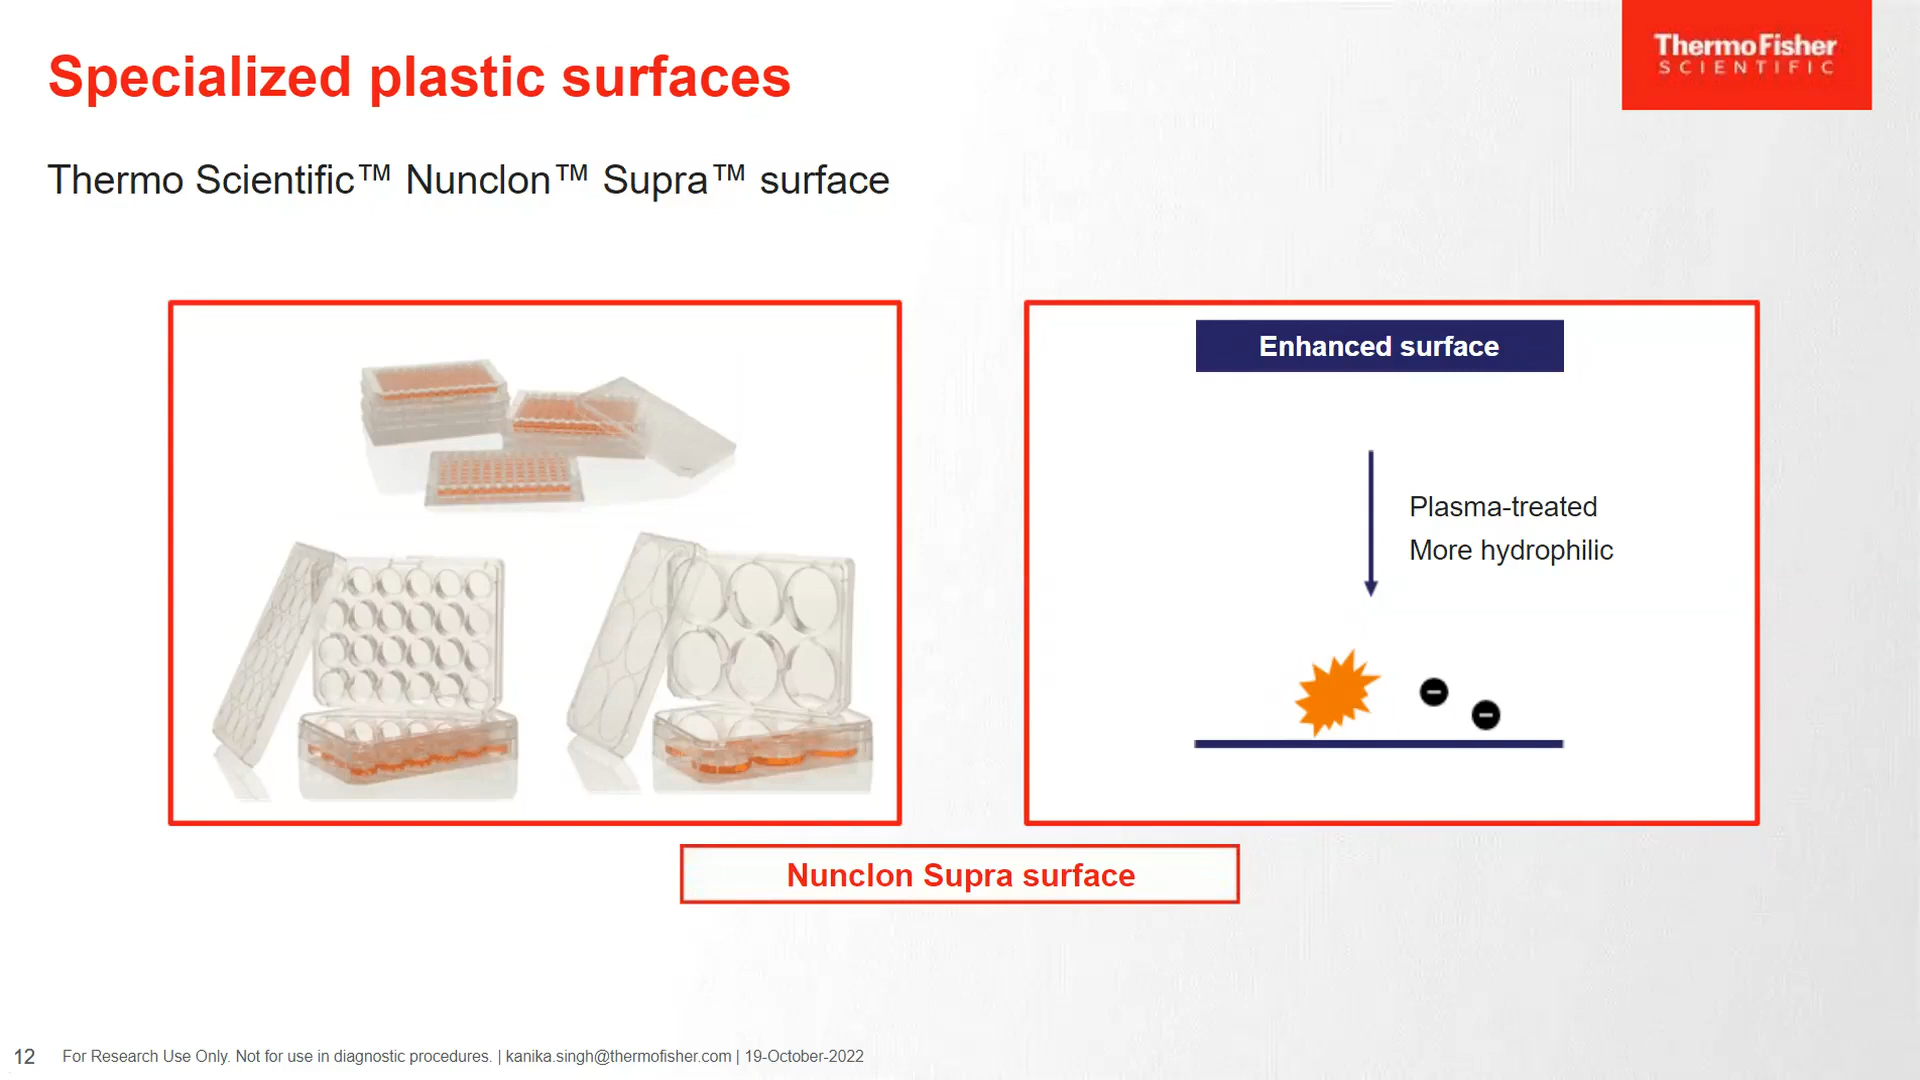 Specialized plastic surfaces
ThermoFisher
SCIENTIFIC
Thermo Scientific™ Nunclon™ Supra™ surface
Enhanced surface
Plasma-treated
More hydrophilic
Nunclon Supra surface
12 For Research Use Only. Not for use in diagnostic procedures. | kanika.singh@thermofisher.com | 19-October-2022